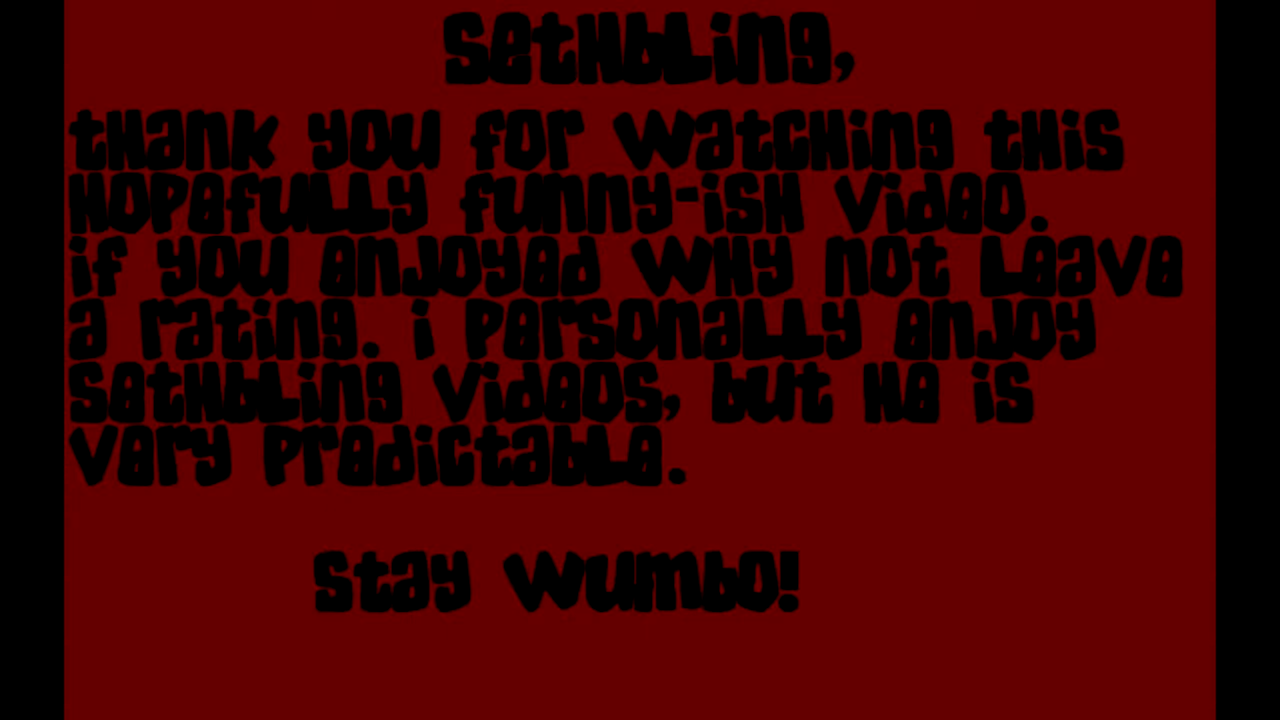 Sethbling,
thank you for watching this
hopefully funny-ish video.
if you enjoyed why not leave
a rating. i personally enjoy
sethbling videos, but he is
very predictable.
Stay wumbo!